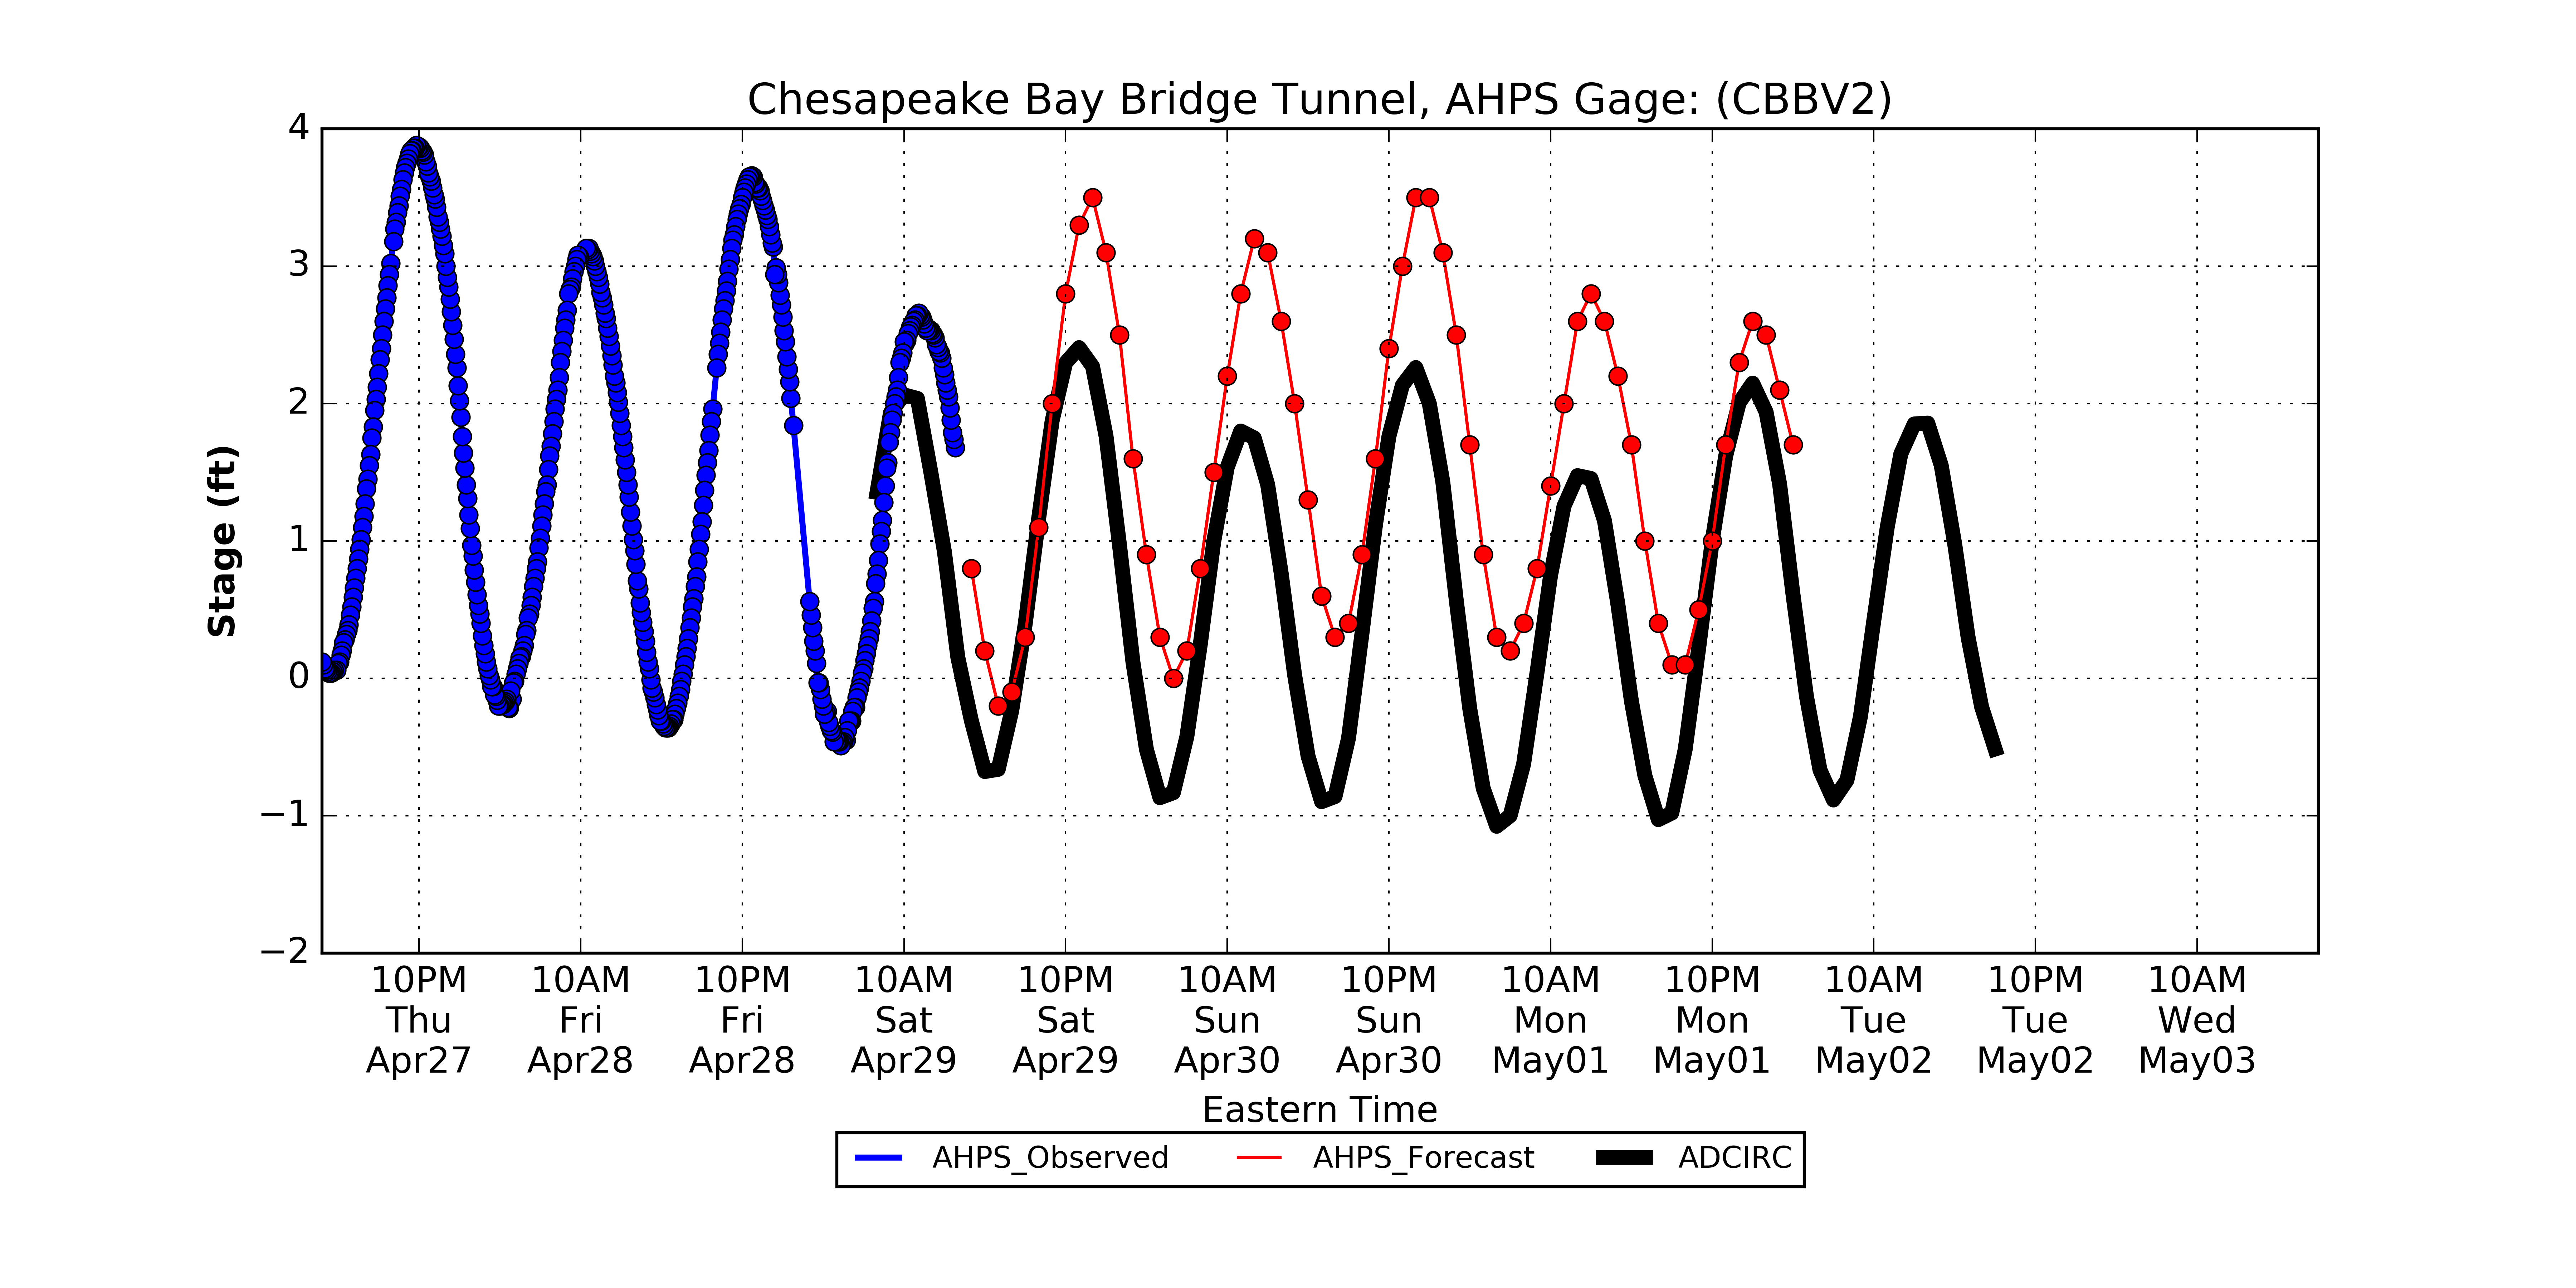 Chesapeake Bay Bridge Tunnel, AHPS Gage: (CBBV2)
Stage (ft)
4
3
2
1
0
−1
−2
10PM 10AM 10PM 10AM 10PM 10AM 10PM 10AM 10PM 10AM 10PM 10AM
Thu Fri Fri Sat Sat Sun Sun Mon Mon Tue Tue Wed
Apr27 Apr28 Apr28 Apr29 Apr29 Apr30 Apr30 May01 May01 May02 May02 May03
Eastern Time
AHPS_Observed AHPS_Forecast ADCIRC